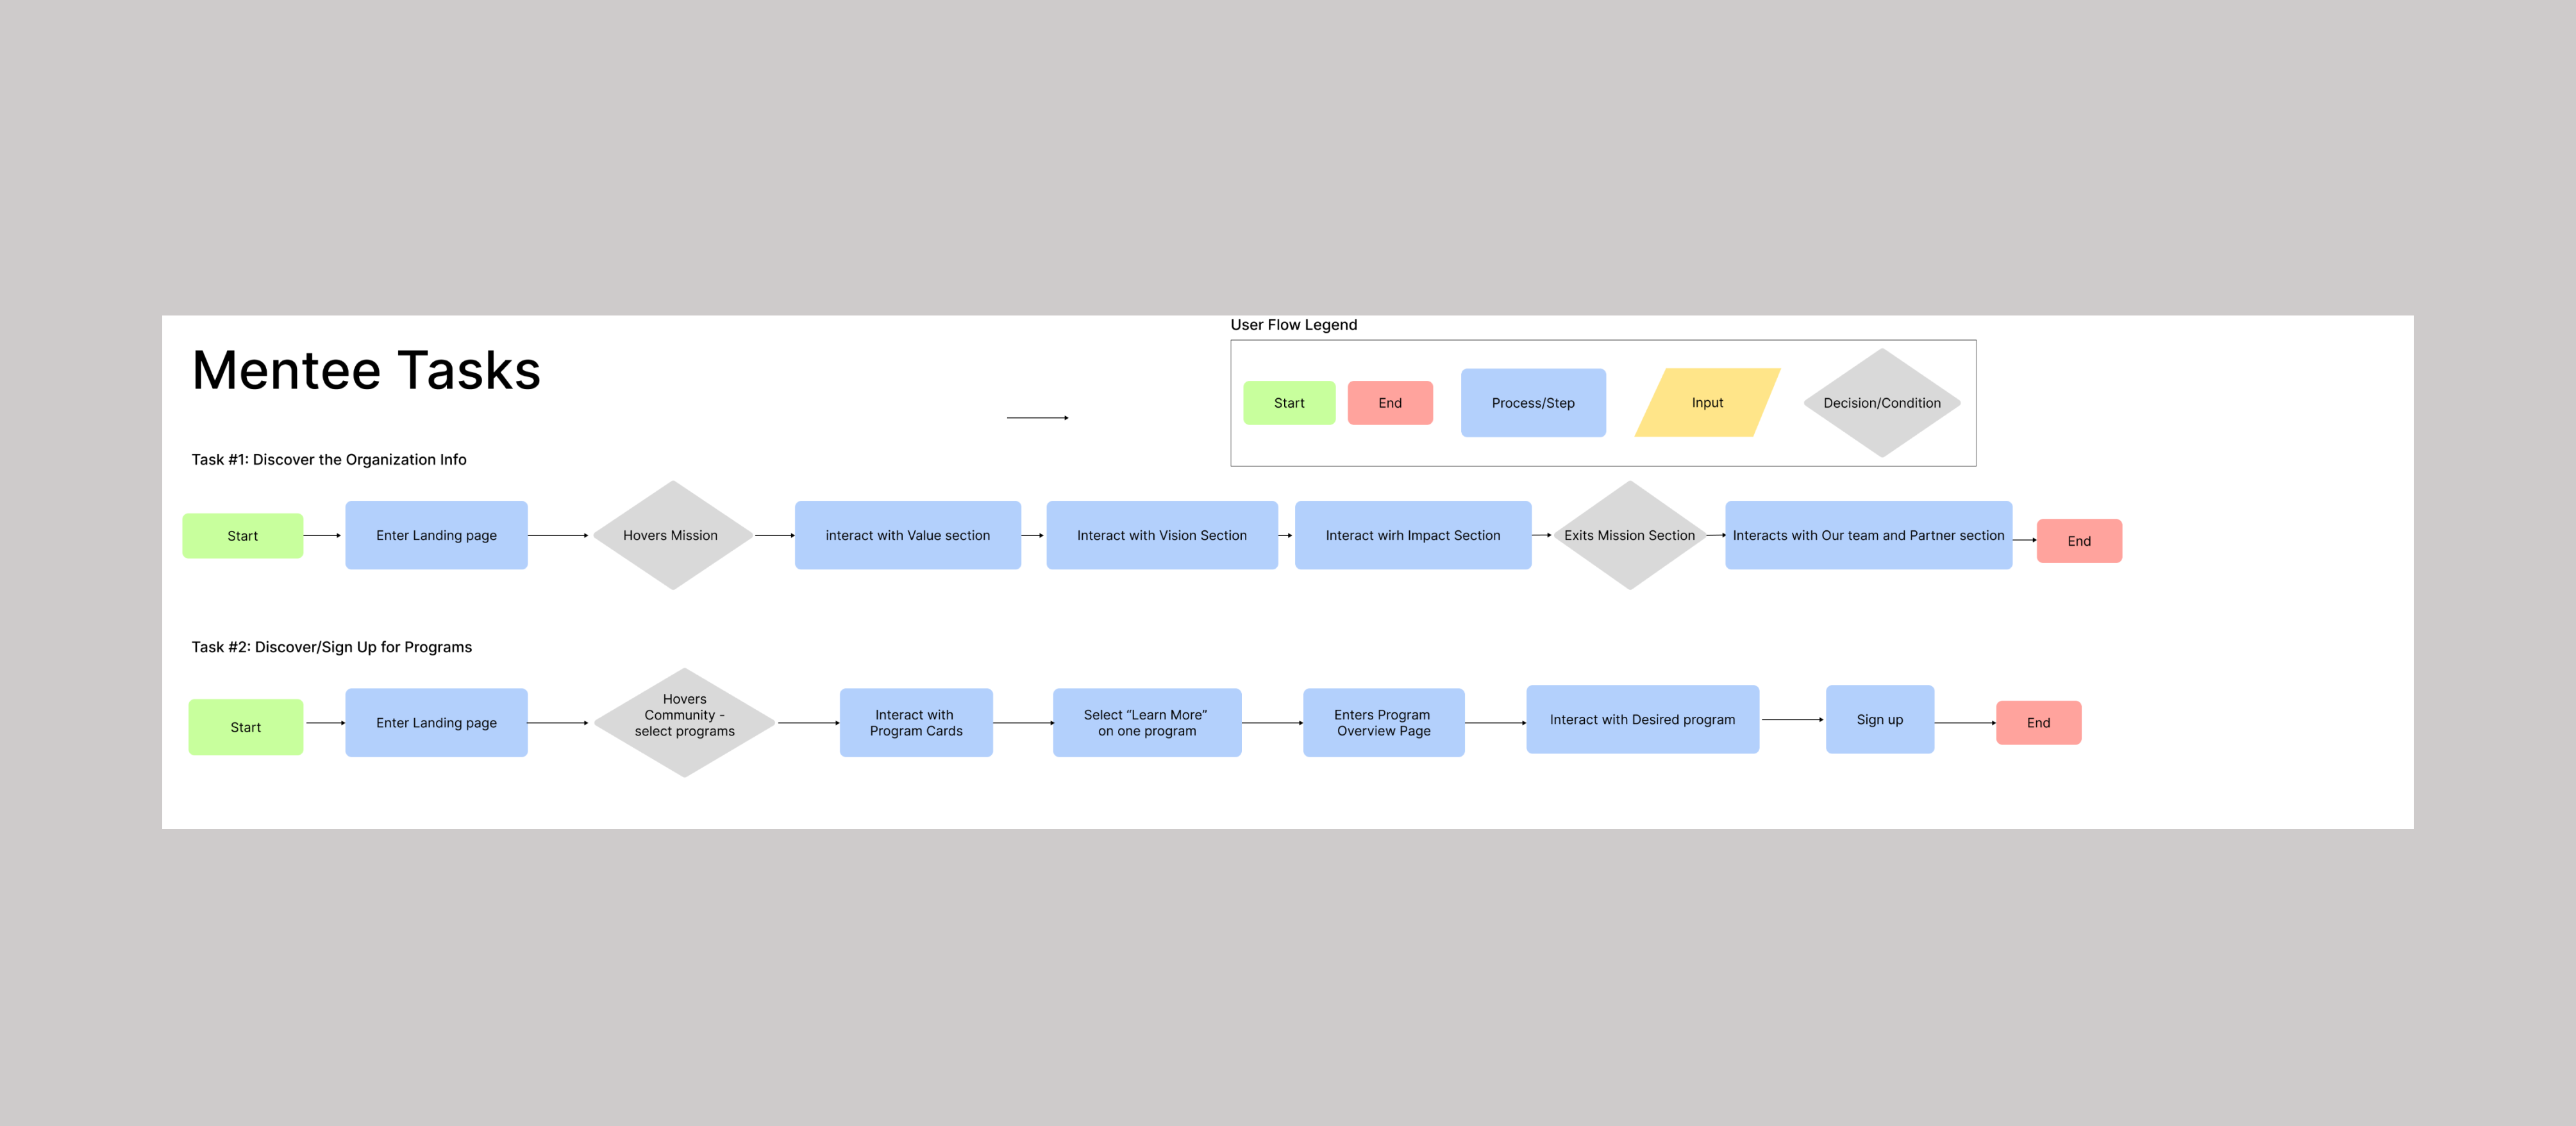 User Flow Legend
Mentee Tasks
Start
End
Process/Step
Input
Decision/Condition
Task #1: Discover the Organization Info
Start
Enter Landing page
Hovers Mission
interact with Value section
Interact with Vision Section
Interact wirh Impact Section
Exits Mission Section
Interacts with Our team and Partner section
End
Task #2: Discover/Sign Up for Programs
Start
Enter Landing page
Hovers
Community -
select programs
Interact with
Program Cards
Select “Learn More”
on one program
Enters Program
Overview Page
Interact with Desired program
Sign up
End